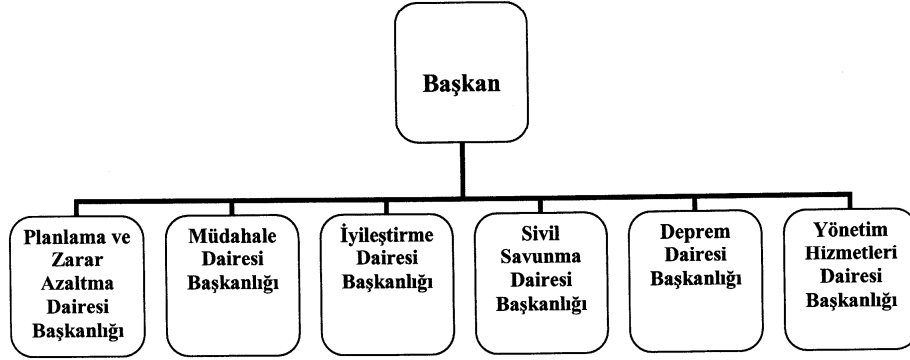 Başkan
Planlama ve
Zarar
Azaltma
Dairesi
Başkanlığı
Müdahale
Dairesi
Başkanlığı
İyileştirme
Dairesi
Başkanlığı
Sivil
Savunma
Dairesi
Başkanlığı
Deprem
Dairesi
Başkanlığı
Yönetim
Hizmetleri
Dairesi
Başkanlığı